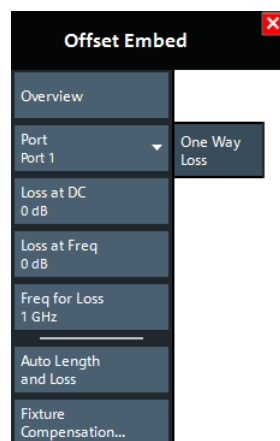 Offset Embed
Overview
Port
Port 1
One Way
Loss
Loss at DC
0 dB
Loss at Freq
0 dB
Freq for Loss
1 GHz
Auto Length
and Loss
Fixture
Compensation...